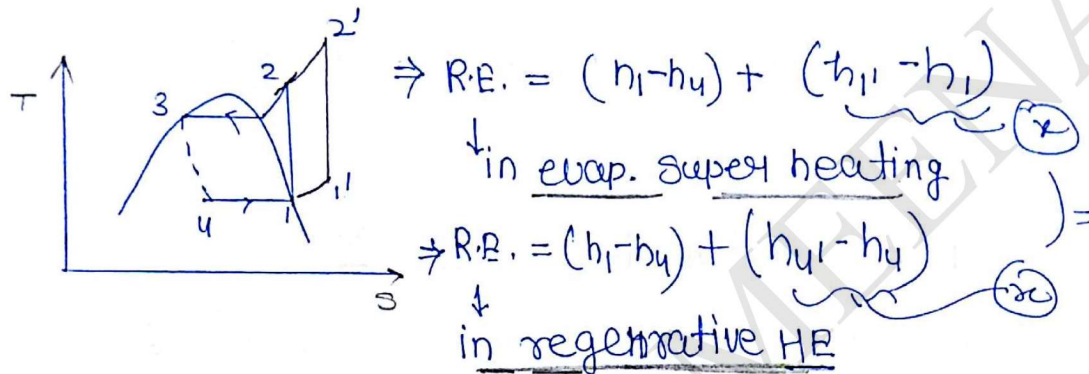 T
2'
2
3
4
1
1'
S
⇒ R.E. = (h₁-h₄) + (h₁' - h₁) (x)
↓ in evap. super heating
⇒ R.E. = (h₁-h₄) + (h₄' - h₄) (x) ) =
↓
in regenrative HE
MEENA